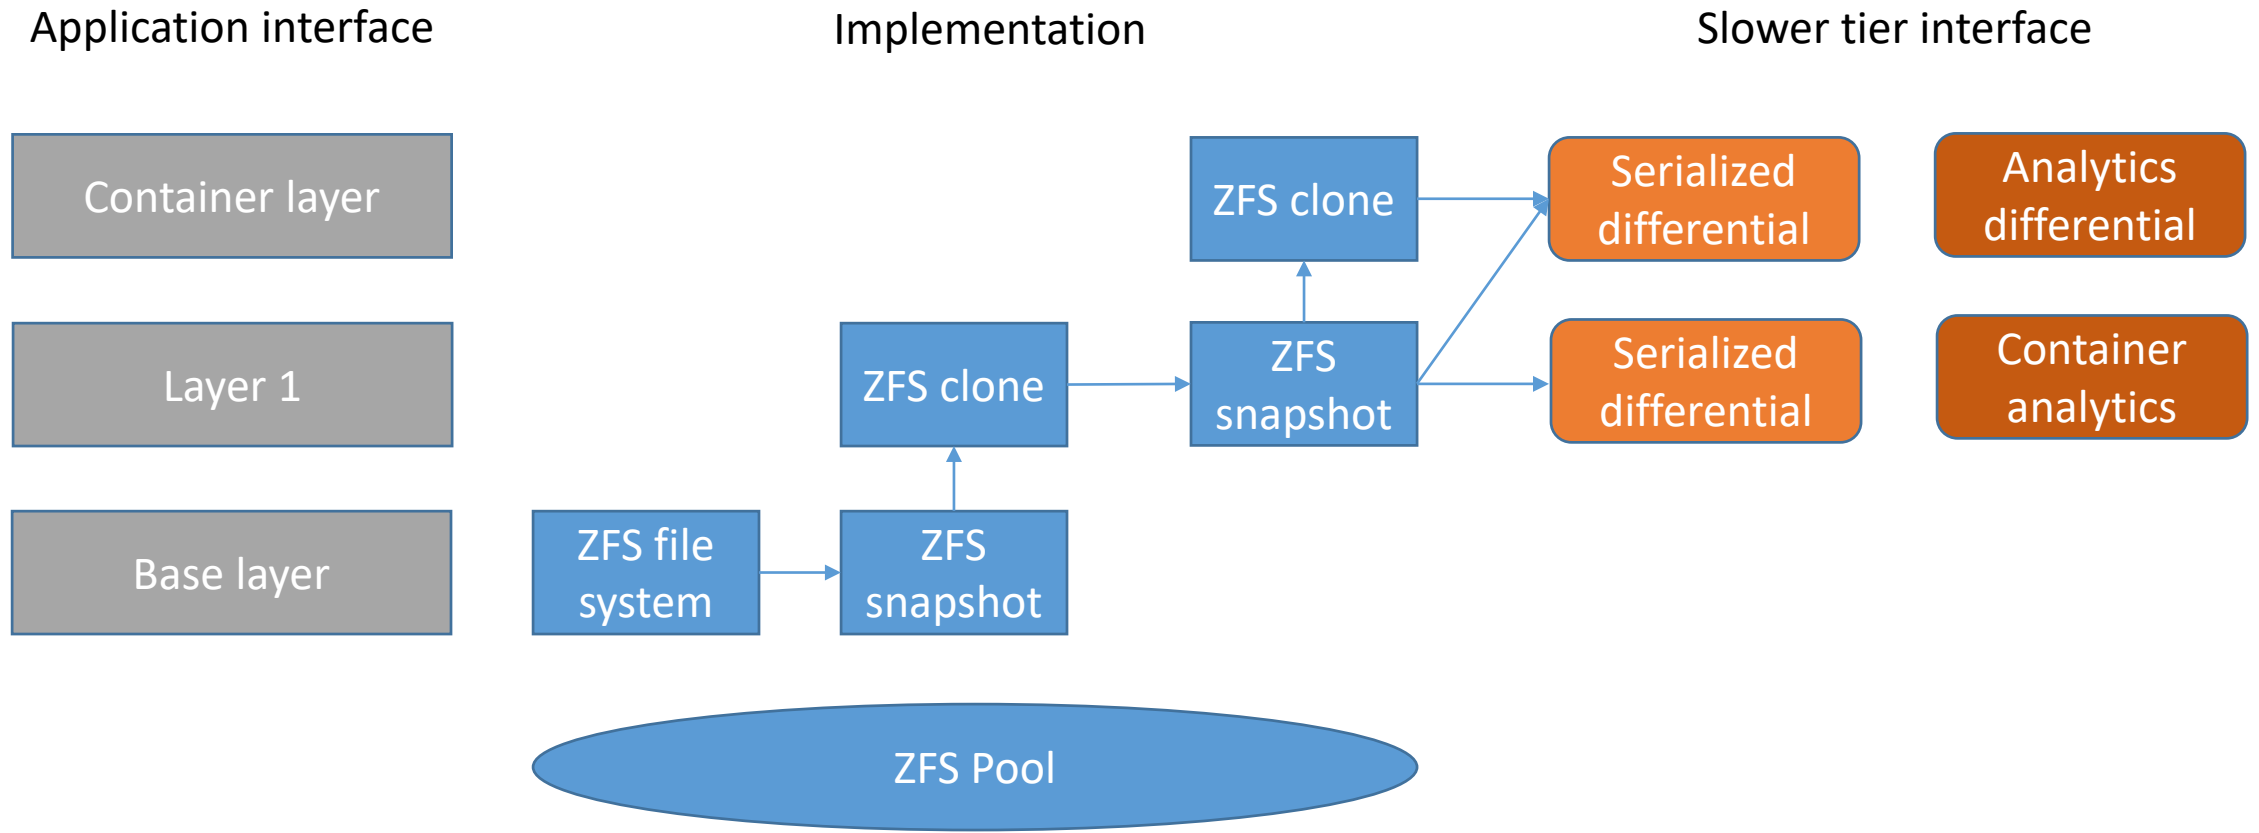 Application interface
Implementation
Slower tier interface
Container layer
ZFS clone
Serialized
differential
Analytics
differential
Layer 1
ZFS clone
ZFS
snapshot
Serialized
differential
Container
analytics
Base layer
ZFS file
system
ZFS
snapshot
ZFS Pool